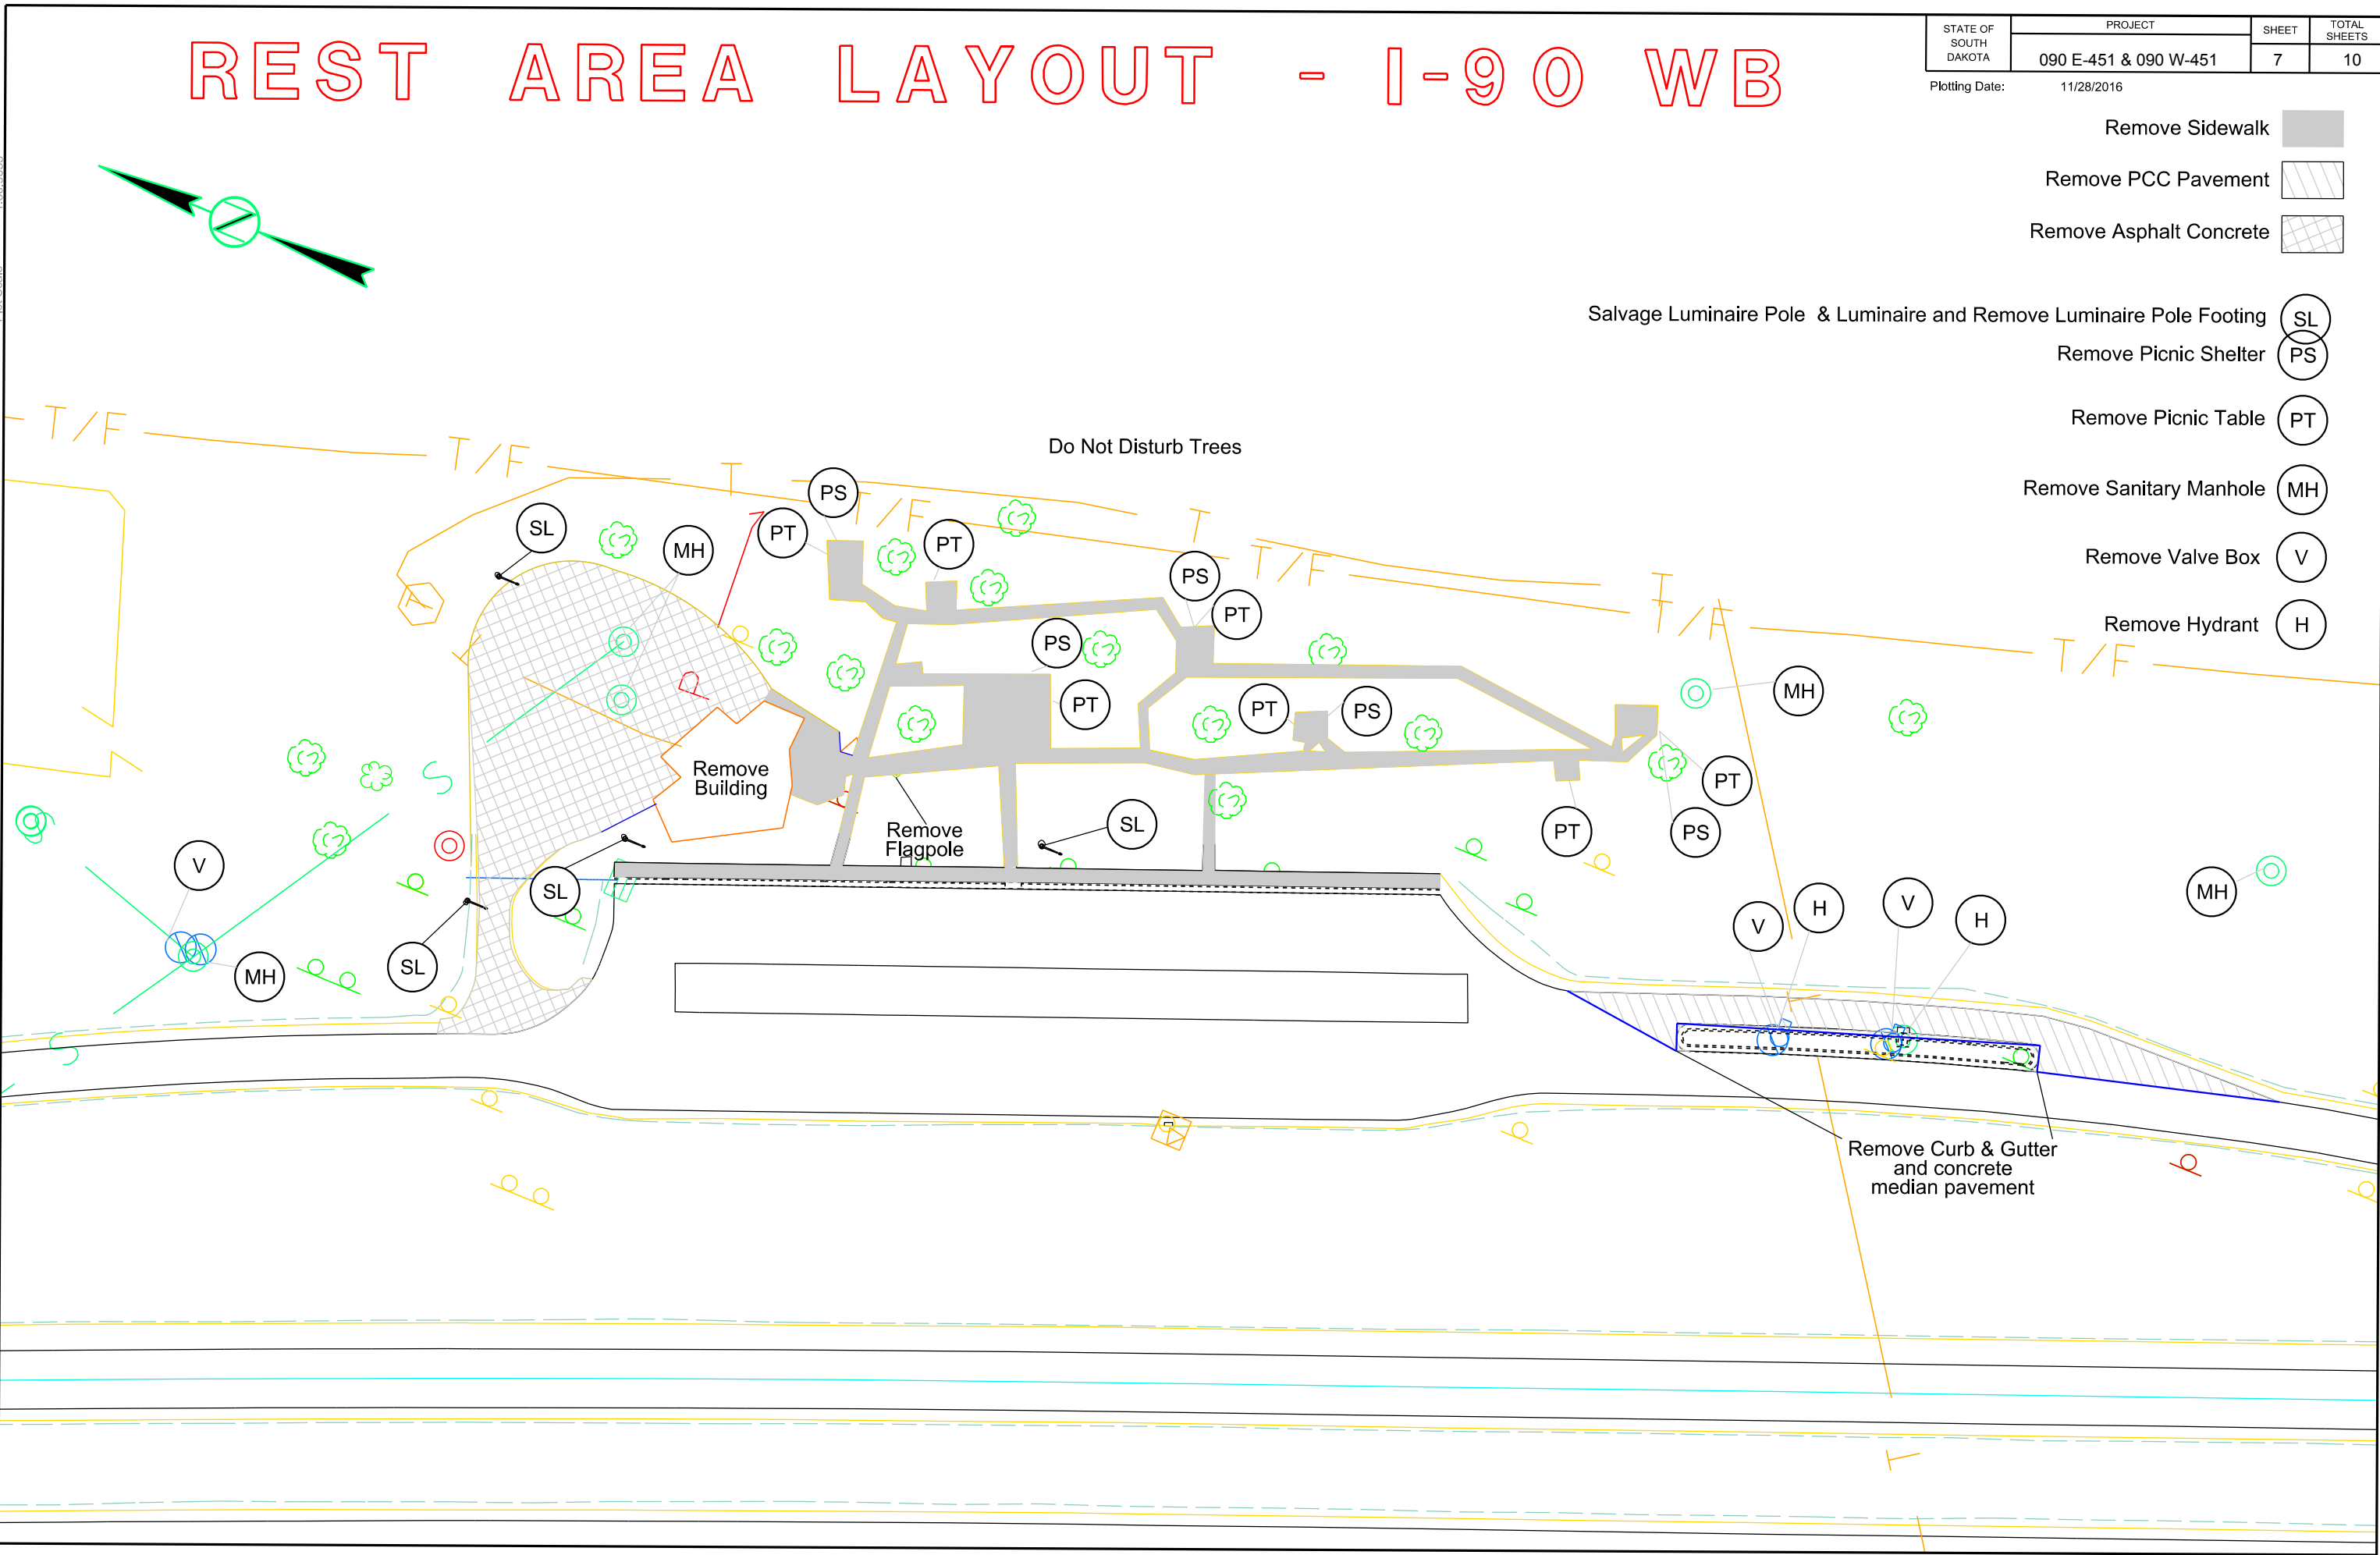 REST AREA LAYOUT - I-90 WB
STATE OF
SOUTH
DAKOTA
PROJECT
090 E-451 & 090 W-451
SHEET
7
TOTAL
SHEETS
10
Plotting Date: 11/28/2016
Remove Sidewalk
Remove PCC Pavement
Remove Asphalt Concrete
Salvage Luminaire Pole & Luminaire and Remove Luminaire Pole Footing SL
Remove Picnic Shelter PS
Remove Picnic Table PT
Remove Sanitary Manhole MH
Remove Valve Box V
Remove Hydrant H
Do Not Disturb Trees
T/F
T/F
T
T/F
T
T/F
T
T/F
T/F
PS
SL
PT
MH
PT
PS
PT
PS
PT
PT
PS
MH
PT
PT
PS
P
S
Remove
Building
Remove
Flagpole
SL
V
SL
MH
SL
MH
V
H
V
H
S
Remove Curb & Gutter
and concrete
median pavement
T